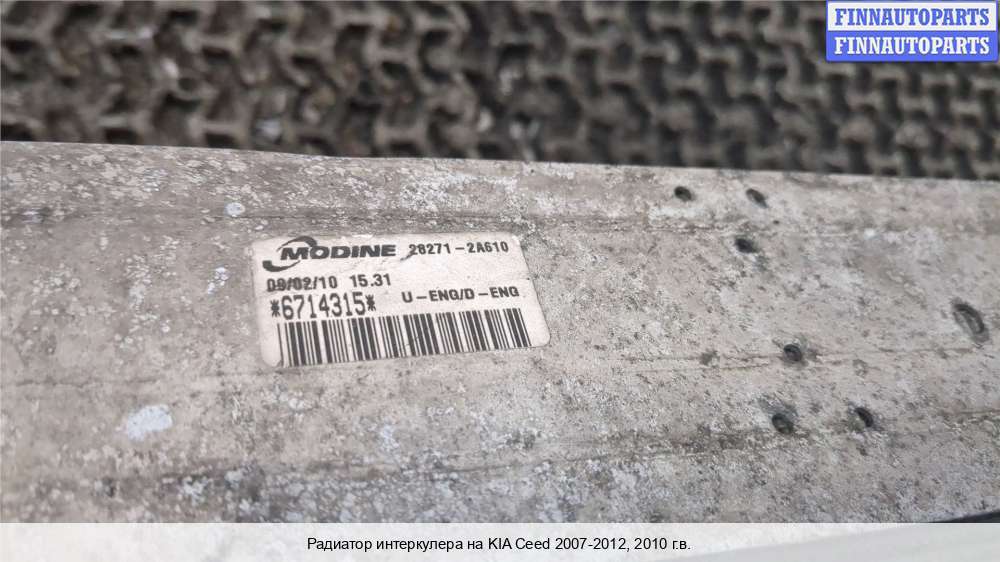 FINNAUTOPARTS
FINNAUTOPARTS
MODINE 28271-2A610
09/02/10 15.31
*6714315* U-ENG/D-ENG
Радиатор интеркулера на KIA Ceed 2007-2012, 2010 г.в.